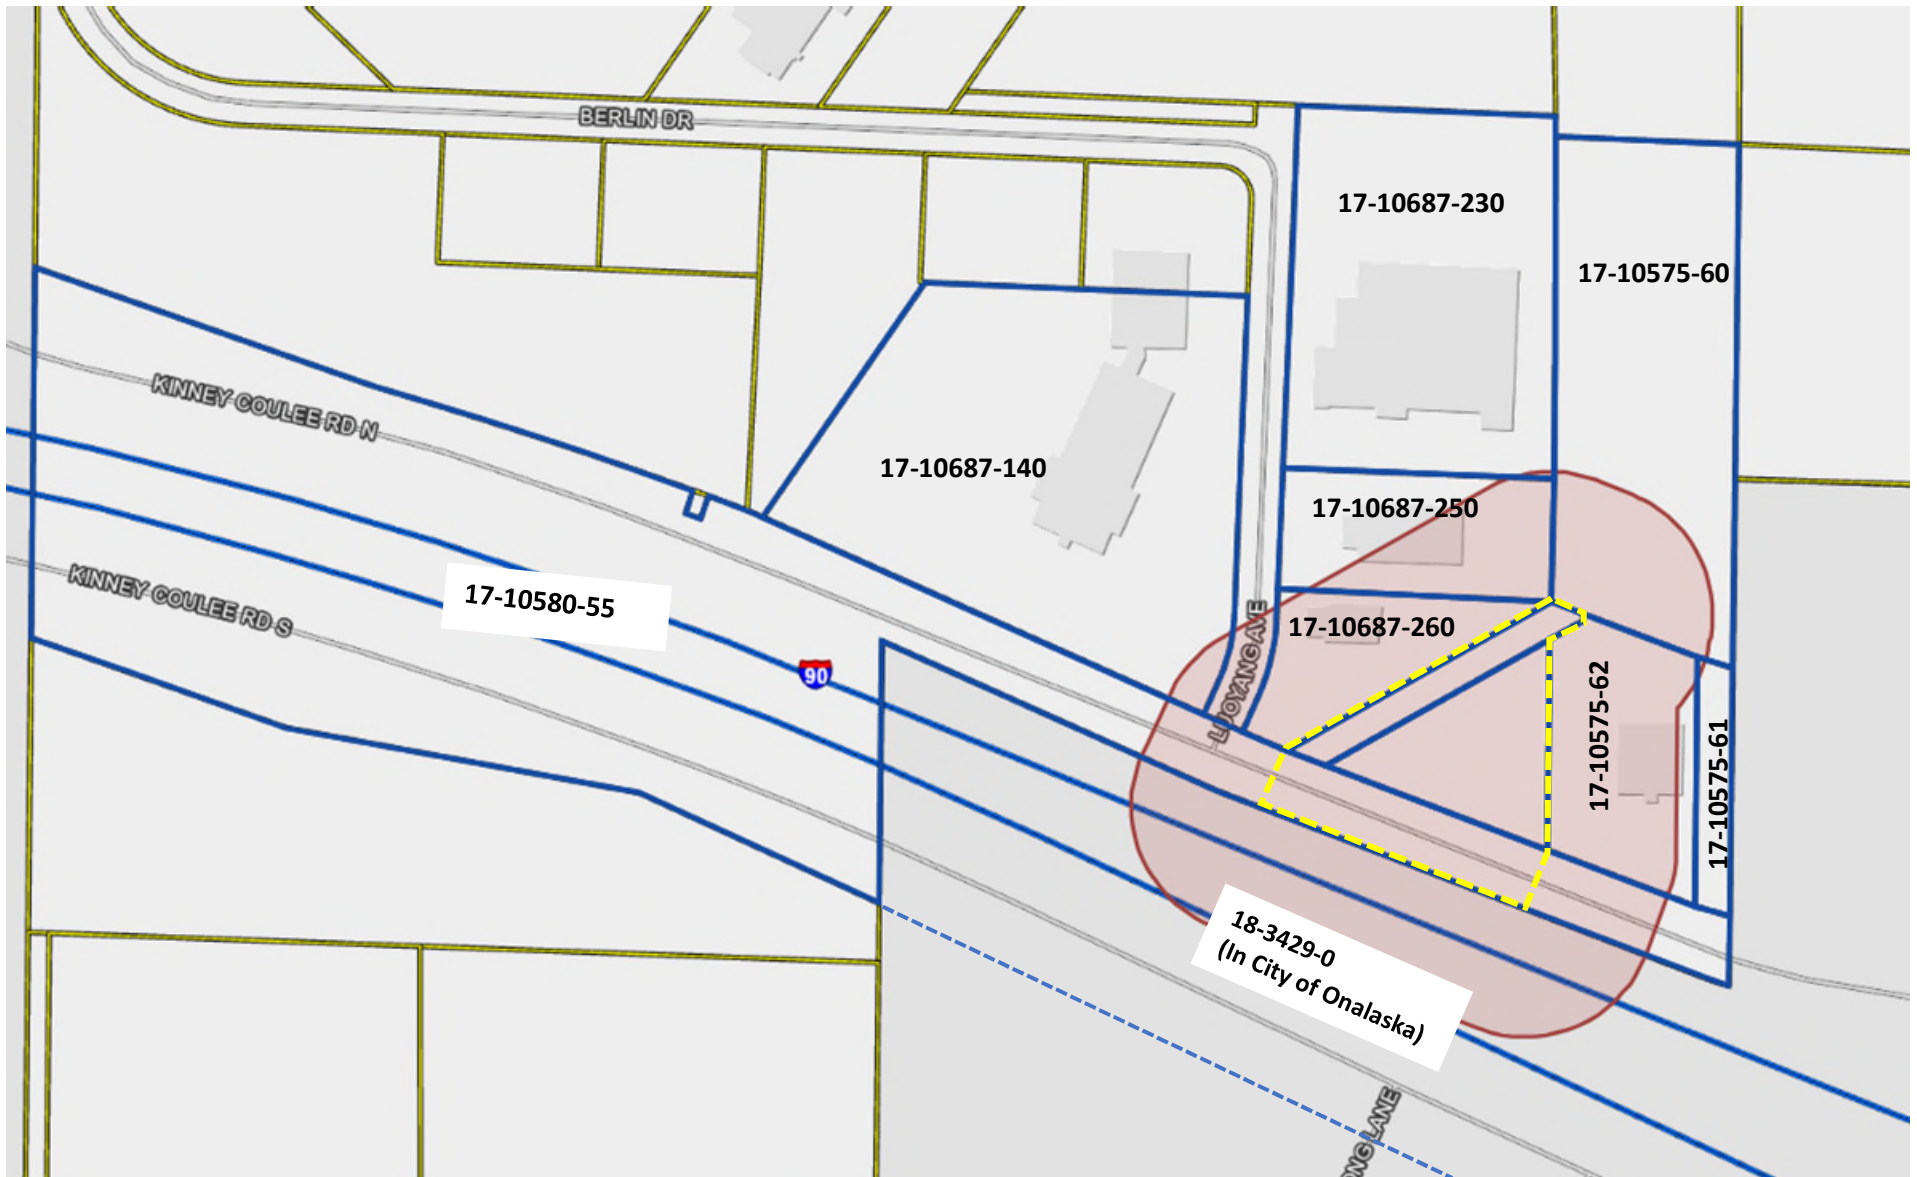 BERLIN DR
17-10687-230
17-10575-60
KINNEY COULEE RD N
17-10687-140
17-10687-250
KINNEY COULEE RD S
17-10580-55
17-10687-260
LUOYANG AVE
90
17-10575-62
17-10575-61
18-3429-0
(In City of Onalaska)
ONG LANE